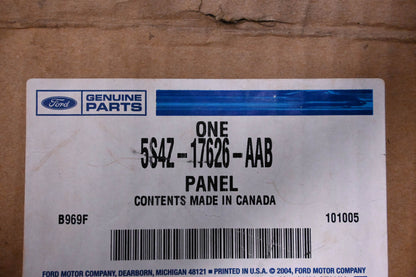 Ford GENUINE
PARTS
ONE
5S4Z-17626-AAB
PANEL
CONTENTS MADE IN CANADA
B969F 101005
FORD MOTOR COMPANY, DEARBORN, MICHIGAN 48121 ■ PRINTED IN U.S.A. © 2004, FORD MOTOR COMPANY